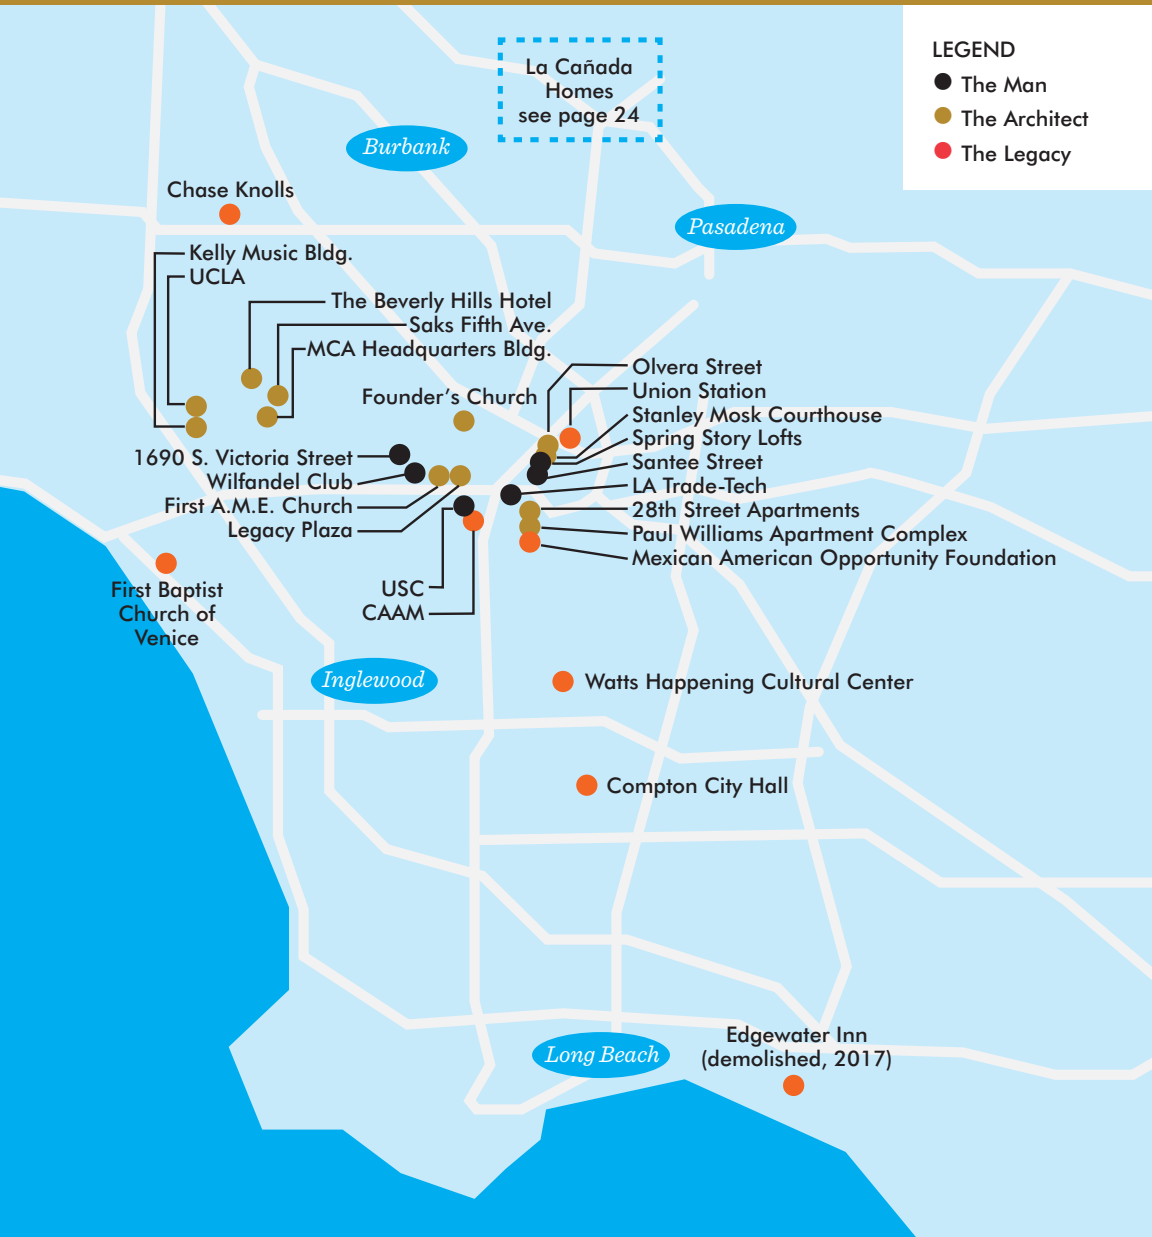 LEGEND
The Man
The Architect
The Legacy
La Cañada
Homes
see page 24
Burbank
Pasadena
Chase Knolls
Kelly Music Bldg.
UCLA
The Beverly Hills Hotel
Saks Fifth Ave.
MCA Headquarters Bldg.
Founder's Church
Olvera Street
Union Station
Stanley Mosk Courthouse
Spring Story Lofts
Santee Street
LA Trade-Tech
28th Street Apartments
Paul Williams Apartment Complex
Mexican American Opportunity Foundation
1690 S. Victoria Street
Wilfandel Club
First A.M.E. Church
Legacy Plaza
USC
CAAM
First Baptist
Church of
Venice
Inglewood
Watts Happening Cultural Center
Compton City Hall
Edgewater Inn
(demolished, 2017)
Long Beach